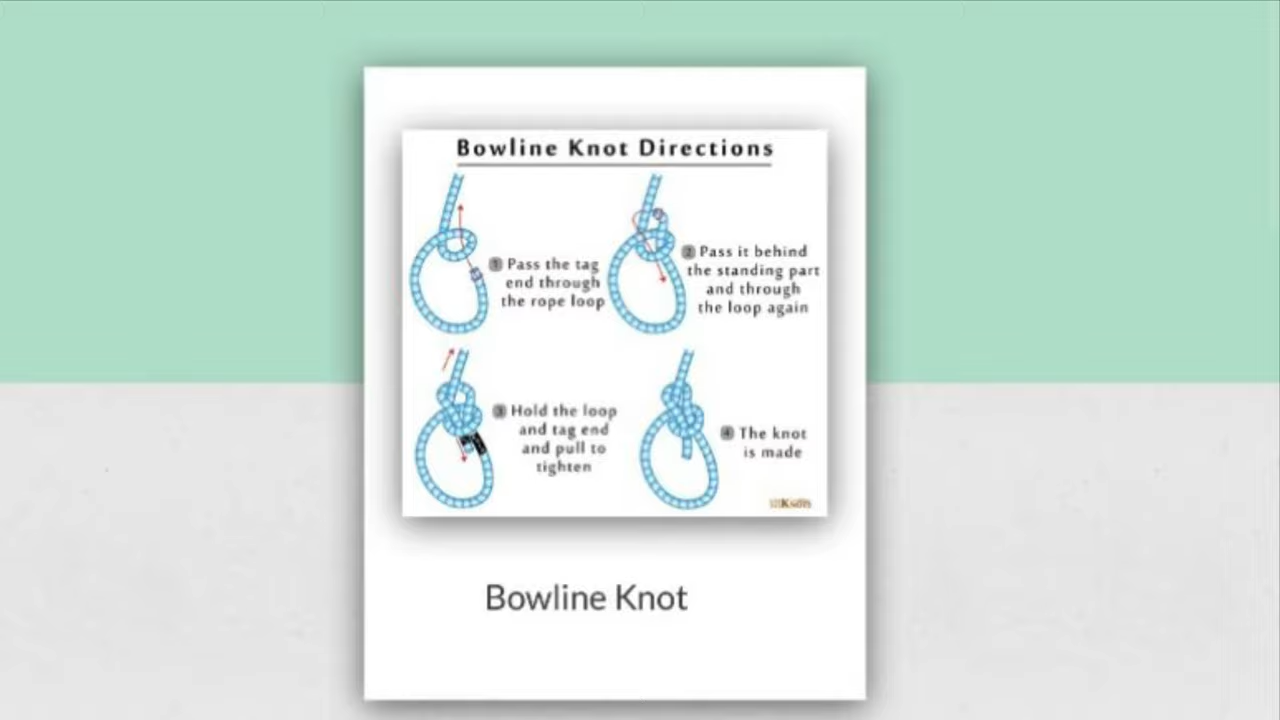 Bowline Knot Directions
1 Pass the tag
end through
the rope loop
2 Pass it behind
the standing part
and through
the loop again
3 Hold the loop
and tag end
and pull to
tighten
4 The knot
is made
Bowline Knot